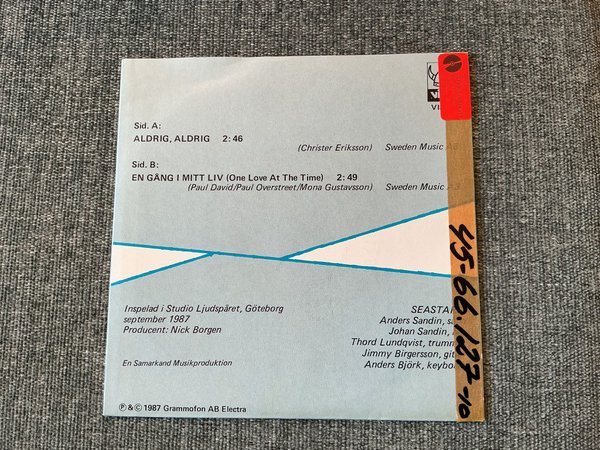 Sid. A:
ALDRIG, ALDRIG 2:46
(Christer Eriksson) Sweden Music AB
Sid. B:
EN GÅNG I MITT LIV (One Love At The Time) 2:49
(Paul David/Paul Overstreet/Mona Gustavsson) Sweden Music AB
Inspelad i Studio Ljudspåret, Göteborg
september 1987
Producent: Nick Borgen
En Samarkand Musikproduktion
Ⓟ & © 1987 Grammofon AB Electra
Anders Sandin,
Johan Sandin,
Thord Lundqvist,
Jimmy Birgersson,
Anders Björk,
45-66.127-10